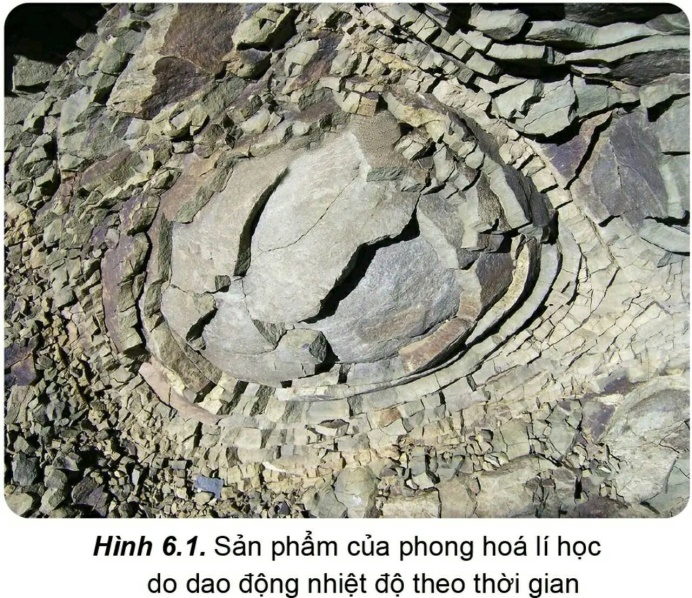 Hình 6.1. Sản phẩm của phong hoá lí học
do dao động nhiệt độ theo thời gian